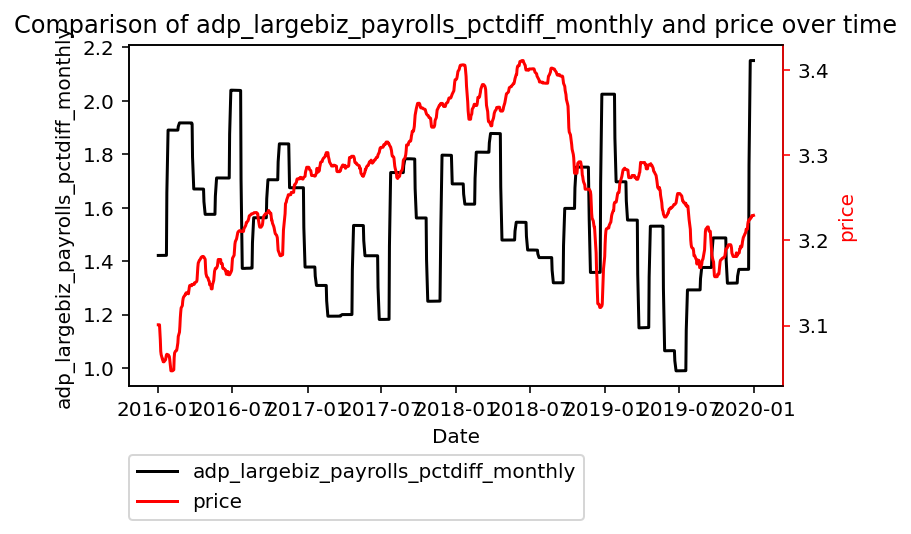 Comparison of adp_largebiz_payrolls_pctdiff_monthly and price over time
adp_largebiz_payrolls_pctdiff_monthly
2.2
2.0
1.8
1.6
1.4
1.2
1.0
3.4
3.3
3.2
3.1
price
2016-01 2016-07 2017-01 2017-07 2018-01 2018-07 2019-01 2019-07 2020-01
Date
adp_largebiz_payrolls_pctdiff_monthly
price